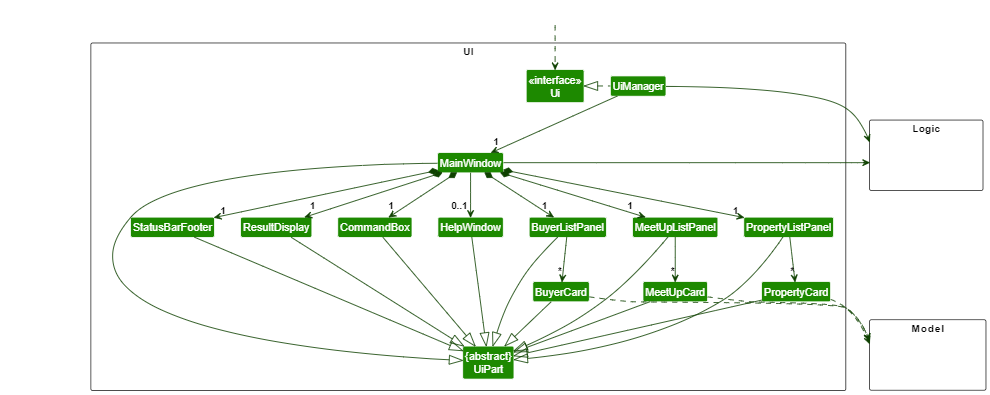 UI
«interface»
Ui
UiManager
Logic
1
MainWindow
1
1
1
0..1
1
1
1
StatusBarFooter
ResultDisplay
CommandBox
HelpWindow
BuyerListPanel
MeetUpListPanel
PropertyListPanel
*
*
*
BuyerCard
MeetUpCard
PropertyCard
Model
{abstract}
UiPart